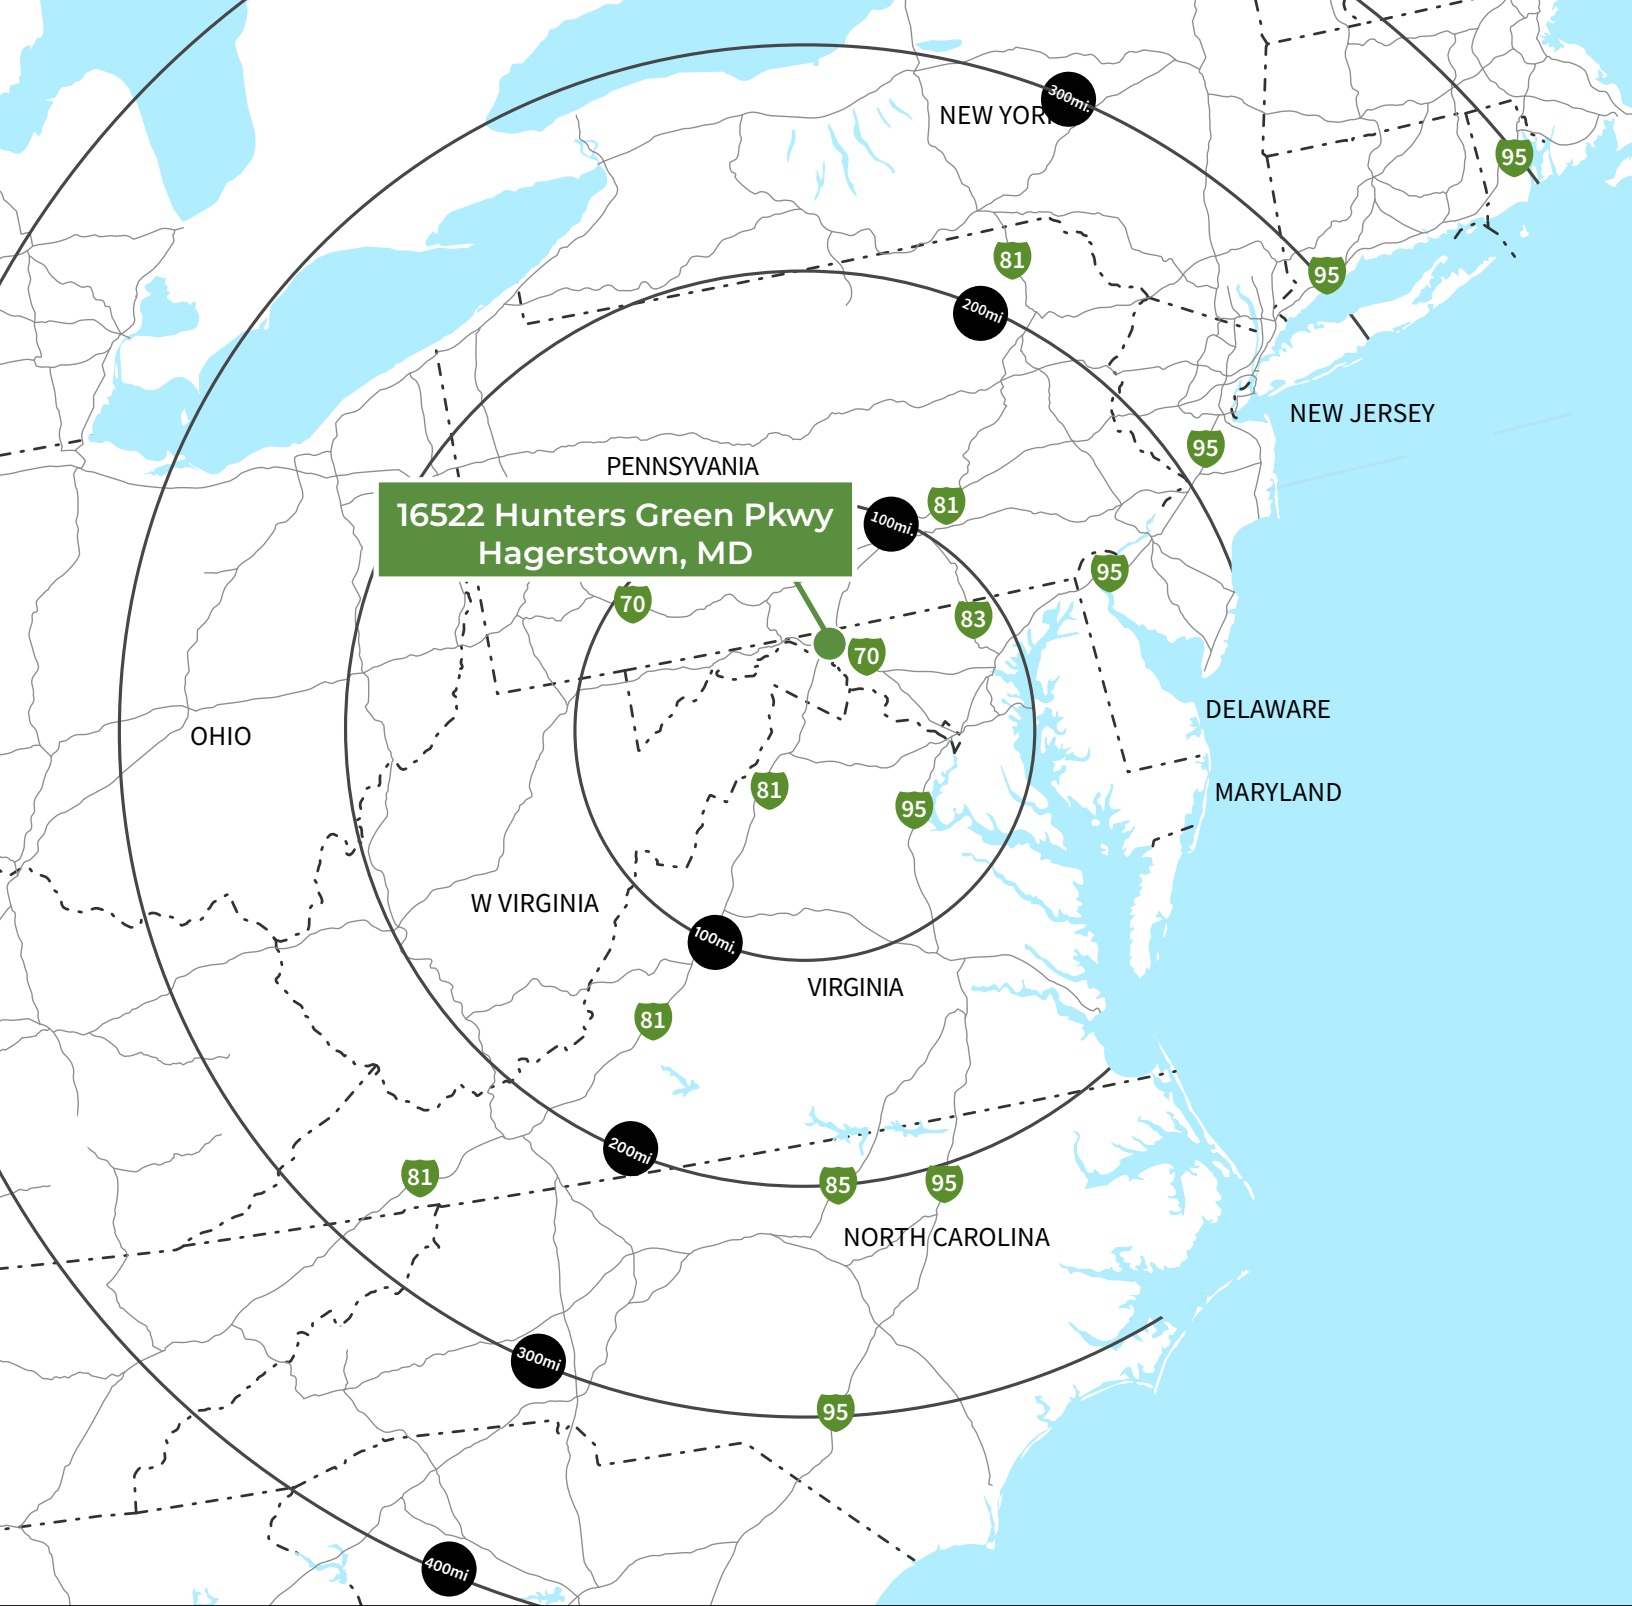 300mi.
NEW YOR
95
81
95
200mi
NEW JERSEY
95
PENNSYVANIA
16522 Hunters Green Pkwy
Hagerstown, MD
81
100mi.
95
70
83
70
DELAWARE
OHIO
81
MARYLAND
95
W VIRGINIA
100mi.
VIRGINIA
81
200mi
81
85
95
NORTH CAROLINA
300mi
95
400mi